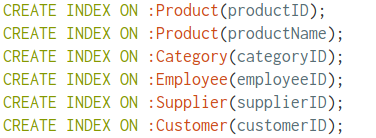 CREATE INDEX ON :Product(productID);
CREATE INDEX ON :Product(productName);
CREATE INDEX ON :Category(categoryID);
CREATE INDEX ON :Employee(employeeID);
CREATE INDEX ON :Supplier(supplierID);
CREATE INDEX ON :Customer(customerID);